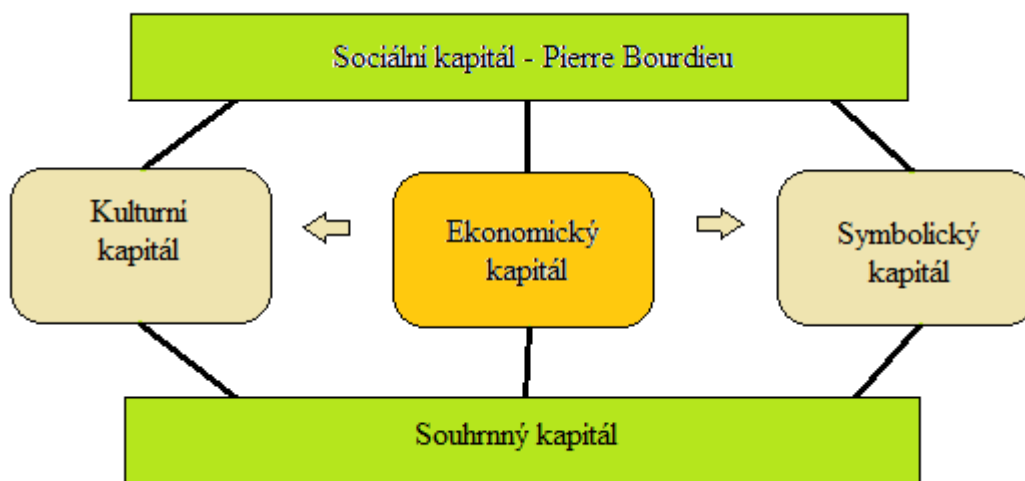 Sociální kapitál - Pierre Bourdieu
Kulturní
kapitál
Ekonomický
kapitál
Symbolický
kapitál
Souhrnný kapitál